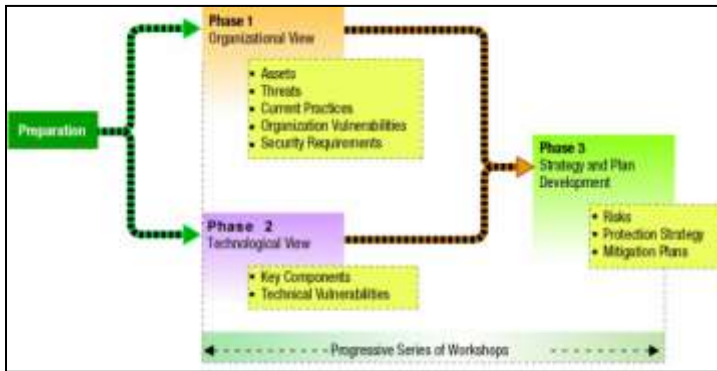 Phase 1
Organizational View
• Assets
• Threats
• Current Practices
• Organization Vulnerabilities
• Security Requirements
Preparation
Phase 3
Strategy and Plan
Development
• Risks
• Protection Strategy
• Mitigation Plans
Phase 2
Technological View
• Key Components
• Technical Vulnerabilities
Progressive Series of Workshops